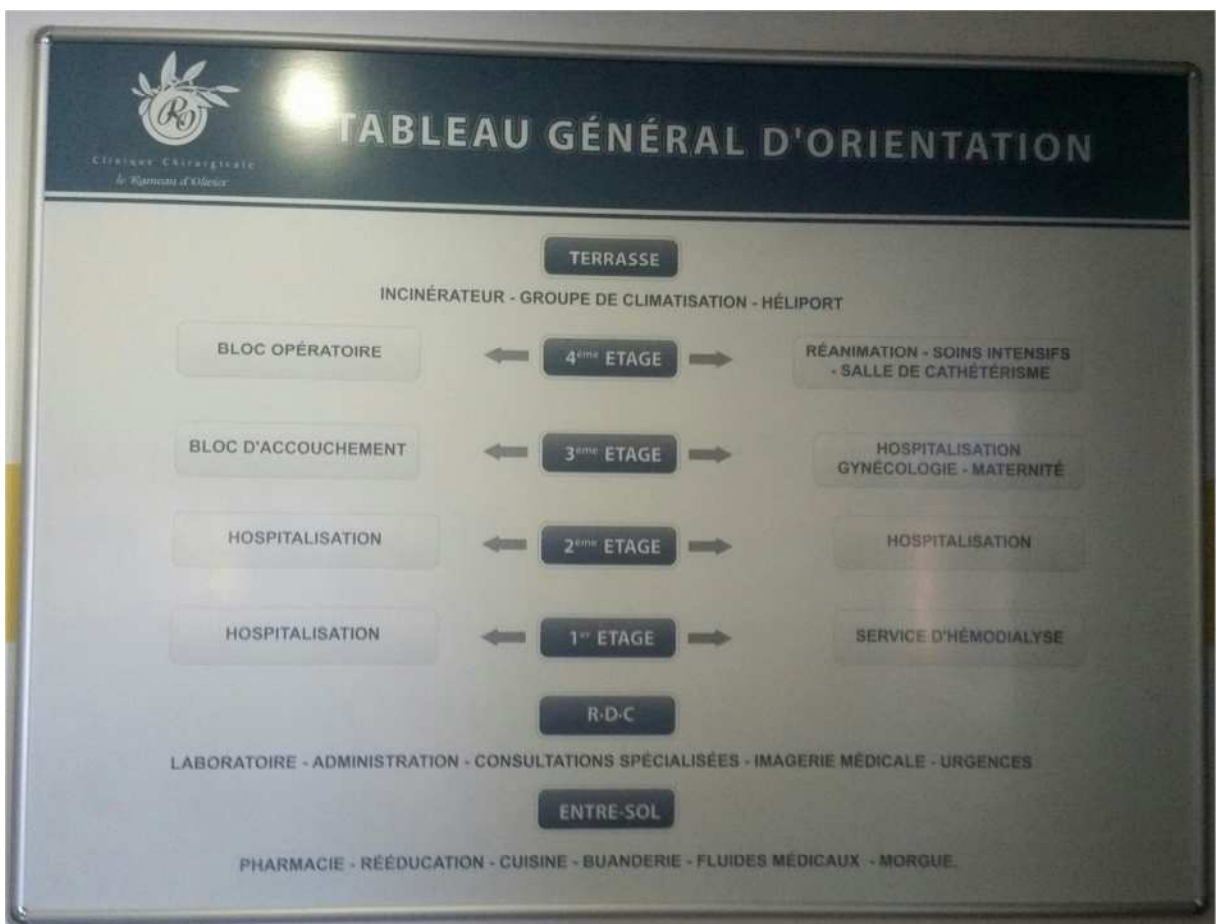 RO
Clinique Chirurgicale
le Rameau d'Olivier
TABLEAU GÉNÉRAL D'ORIENTATION
TERRASSE
INCINÉRATEUR - GROUPE DE CLIMATISATION - HÉLIPORT
BLOC OPÉRATOIRE
4ème ETAGE
RÉANIMATION - SOINS INTENSIFS
- SALLE DE CATHÉTÉRISME
BLOC D'ACCOUCHEMENT
3ème ETAGE
HOSPITALISATION
GYNÉCOLOGIE - MATERNITÉ
HOSPITALISATION
2ème ETAGE
HOSPITALISATION
HOSPITALISATION
1er ETAGE
SERVICE D'HÉMODIALYSE
R·D·C
LABORATOIRE - ADMINISTRATION - CONSULTATIONS SPÉCIALISÉES - IMAGERIE MÉDICALE - URGENCES
ENTRE-SOL
PHARMACIE - RÉÉDUCATION - CUISINE - BUANDERIE - FLUIDES MÉDICAUX - MORGUE.